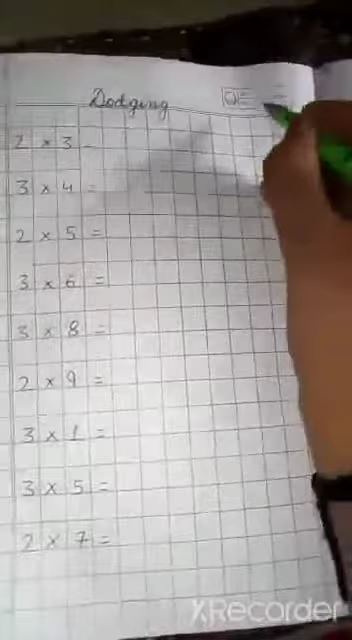 Dodging
2 × 3 =
3 × 4 =
2 × 5 =
3 × 6 =
3 × 8 =
2 × 9 =
3 × 1 =
3 × 5 =
2 × 7 =
XRecorder